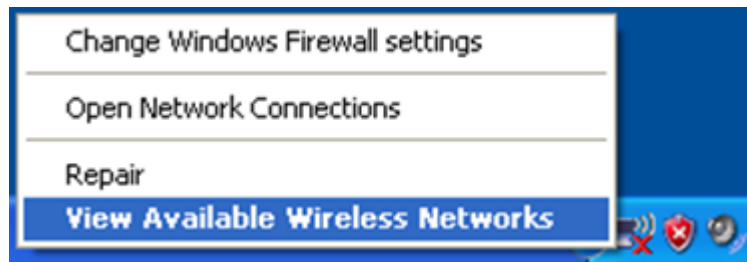 Change Windows Firewall settings
Open Network Connections
Repair
View Available Wireless Networks